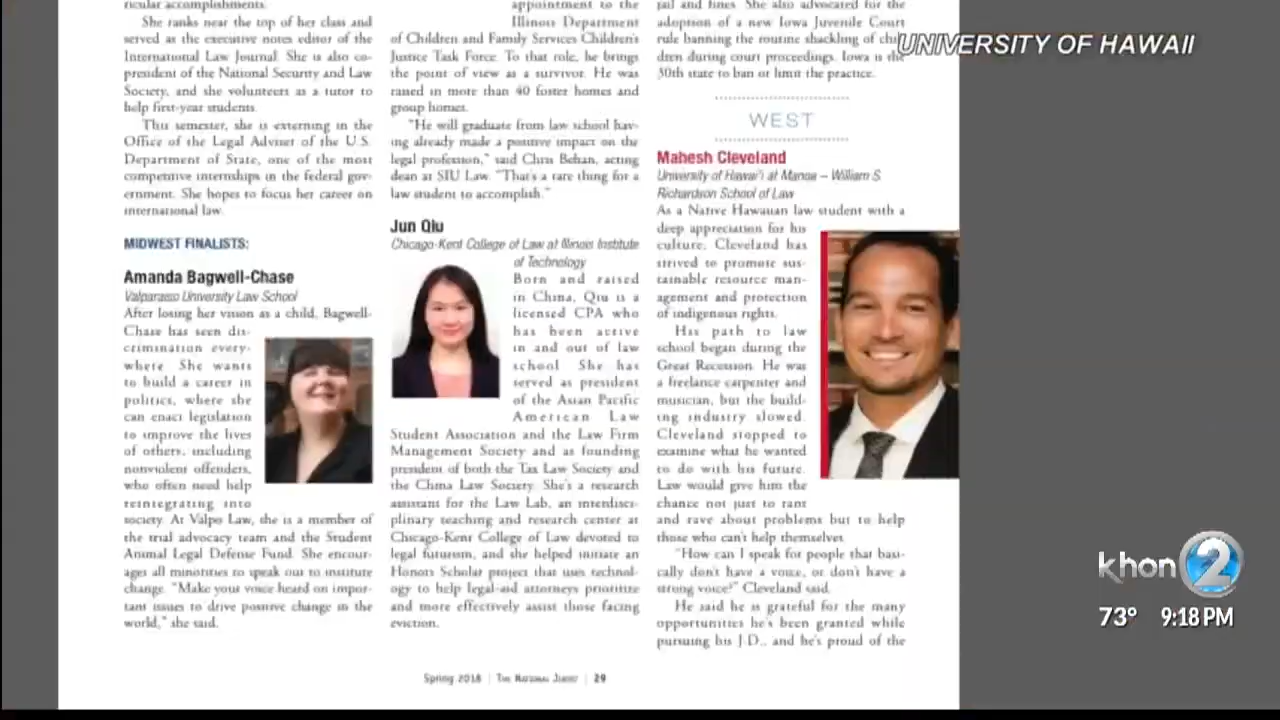 ricular accomplishments.
She ranks near the top of her class and
served as the executive notes editor of the
International Law Journal. She is also co-
president of the National Security and Law
Society, and she volunteers as a tutor to
help first-year students.
This semester, she is externing in the
Office of the Legal Adviser of the U.S.
Department of State, one of the most
competitive internships in the federal gov-
ernment. She hopes to focus her career on
international law.
MIDWEST FINALISTS:
Amanda Bagwell-Chase
Valparaiso University Law School
After losing her vision as a child, Bagwell-
Chase has seen dis-
crimination every-
where. She wants
to build a career in
politics, where she
can enact legislation
to improve the lives
of others, including
nonviolent offenders,
who often need help
reintegrating into
society. At Valpo Law, she is a member of
the trial advocacy team and the Student
Animal Legal Defense Fund. She encour-
ages all minorities to speak out to institute
change. "Make your voice heard on impor-
tant issues to drive positive change in the
world," she said.
appointment to the
Illinois Department
of Children and Family Services Children's
Justice Task Force. To that role, he brings
the point of view as a survivor. He was
raised in more than 40 foster homes and
group homes.
"He will graduate from law school hav-
ing already made a positive impact on the
legal profession," said Chris Behan, acting
dean at SIU Law. "That's a rare thing for a
law student to accomplish."
Jun Qiu
Chicago-Kent College of Law at Illinois Institute
of Technology
Born and raised
in China, Qiu is a
licensed CPA who
has been active
in and out of law
school. She has
served as president
of the Asian Pacific
American Law
Student Association and the Law Firm
Management Society and as founding
president of both the Tax Law Society and
the China Law Society. She's a research
assistant for the Law Lab, an interdisci-
plinary teaching and research center at
Chicago-Kent College of Law devoted to
legal futurism, and she helped initiate an
Honors Scholar project that uses technol-
ogy to help legal-aid attorneys prioritize
and more effectively assist those facing
eviction.
jail and fines. She also advocated for the
adoption of a new Iowa Juvenile Court
rule banning the routine shackling of chil-
dren during court proceedings. Iowa is the
30th state to ban or limit the practice.
WEST
Mahesh Cleveland
University of Hawai'i at Manoa – William S.
Richardson School of Law
As a Native Hawaiian law student with a
deep appreciation for his
culture, Cleveland has
strived to promote sus-
tainable resource man-
agement and protection
of indigenous rights.
His path to law
school began during the
Great Recession. He was
a freelance carpenter and
musician, but the build-
ing industry slowed.
Cleveland stopped to
examine what he wanted
to do with his future.
Law would give him the
chance not just to rant
and rave about problems but to help
those who can't help themselves.
"How can I speak for people that basi-
cally don't have a voice, or don't have a
strong voice?" Cleveland said.
He said he is grateful for the many
opportunities he's been granted while
pursuing his J.D., and he's proud of the
Spring 2018 | The National Jurist | 29
UNIVERSITY OF HAWAII
khon 2
73° 9:18 PM